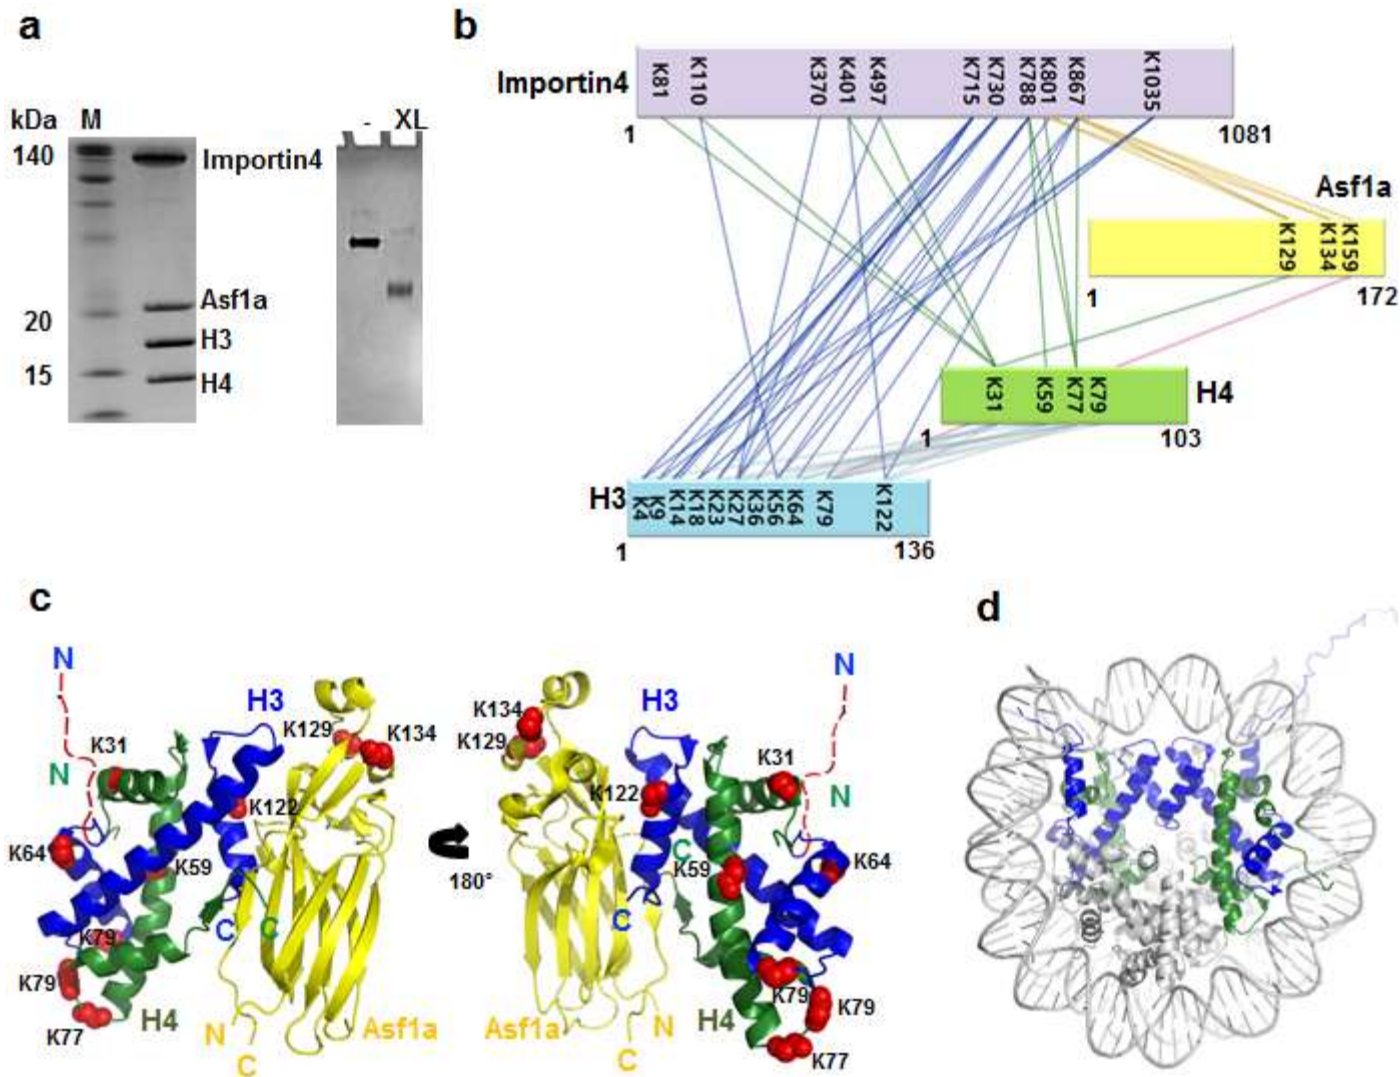 a
kDa M
140
20
15
Importin4
Asf1a
H3
H4
- XL
b
Importin4
K81 K110 K370 K401 K497 K715 K730 K788 K801 K867 K1035
1 1081
Asf1a
K129 K134 K159
1 172
H4
K31 K59 K77 K79
1 103
H3
K4 K9 K14 K18 K23 K27 K36 K56 K64 K79 K122
1 136
c
N
H3
K129 K134
K31
N
K122
K64
K59
C C
K79
K79
K77
H4
N
C
Asf1a
180°
N
K134
H3
K129
K31
N
K122
C
K59
K64
C
K79
K79
Asf1a
N
H4
C
K77
d